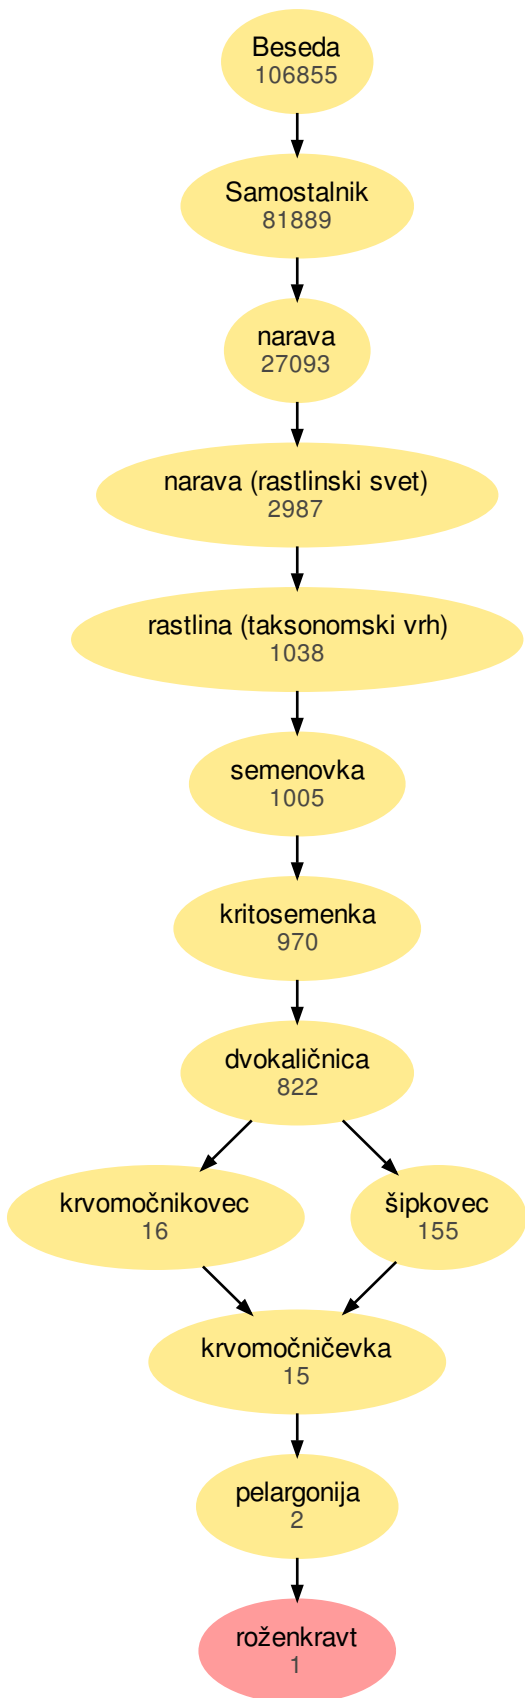 Beseda
106855
Samostalnik
81889
narava
27093
narava (rastlinski svet)
2987
rastlina (taksonomski vrh)
1038
semenovka
1005
kritosemenka
970
dvokaličnica
822
krvomočnikovec
16
šipkovec
155
krvomočničevka
15
pelargonija
2
roženkravt
1